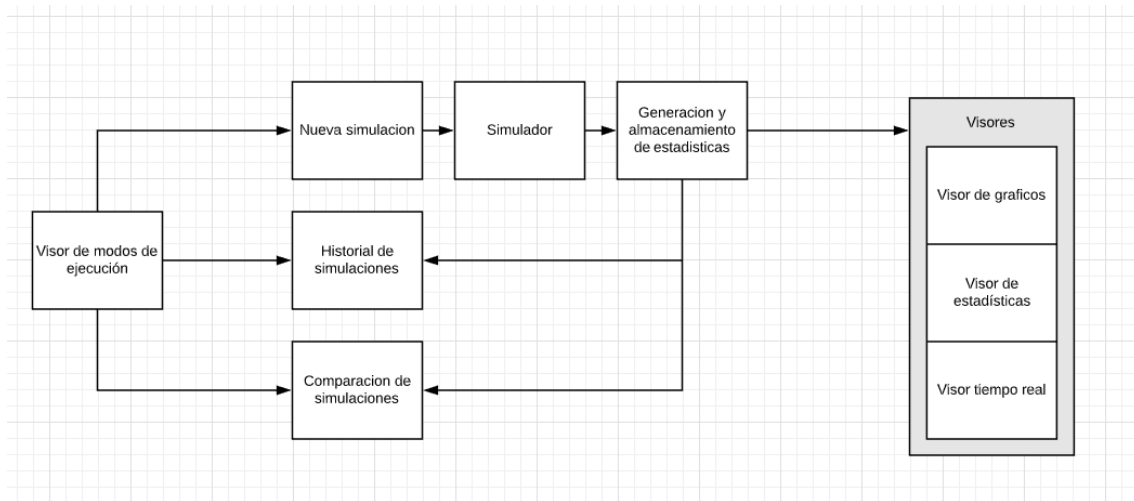 Nueva simulacion
Simulador
Generacion y
almacenamiento
de estadisticas
Visores
Visor de graficos
Visor de modos de
ejecución
Historial de
simulaciones
Visor de
estadísticas
Comparacion de
simulaciones
Visor tiempo real